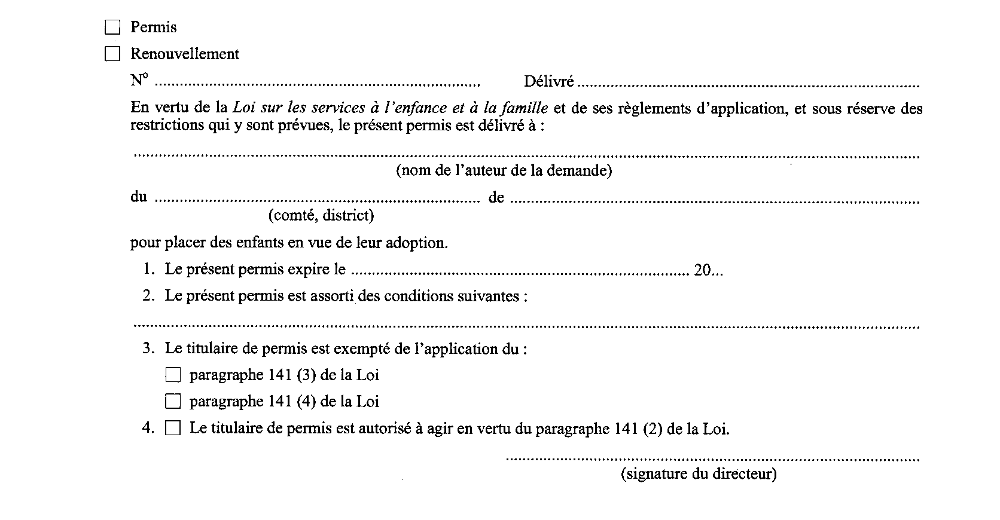 ☐ Permis
☐ Renouvellement
Nº ............................................................................... Délivré ...................................................................................
En vertu de la Loi sur les services à l’enfance et à la famille et de ses règlements d’application, et sous réserve des
restrictions qui y sont prévues, le présent permis est délivré à :
...............................................................................................................................................................................................
(nom de l’auteur de la demande)
du ............................................................................... de ...................................................................................................
(comté, district)
pour placer des enfants en vue de leur adoption.
1. Le présent permis expire le .................................................................................. 20...
2. Le présent permis est assorti des conditions suivantes :
...............................................................................................................................................................................................
3. Le titulaire de permis est exempté de l’application du :
☐ paragraphe 141 (3) de la Loi
☐ paragraphe 141 (4) de la Loi
4. ☐ Le titulaire de permis est autorisé à agir en vertu du paragraphe 141 (2) de la Loi.
....................................................................................................
(signature du directeur)